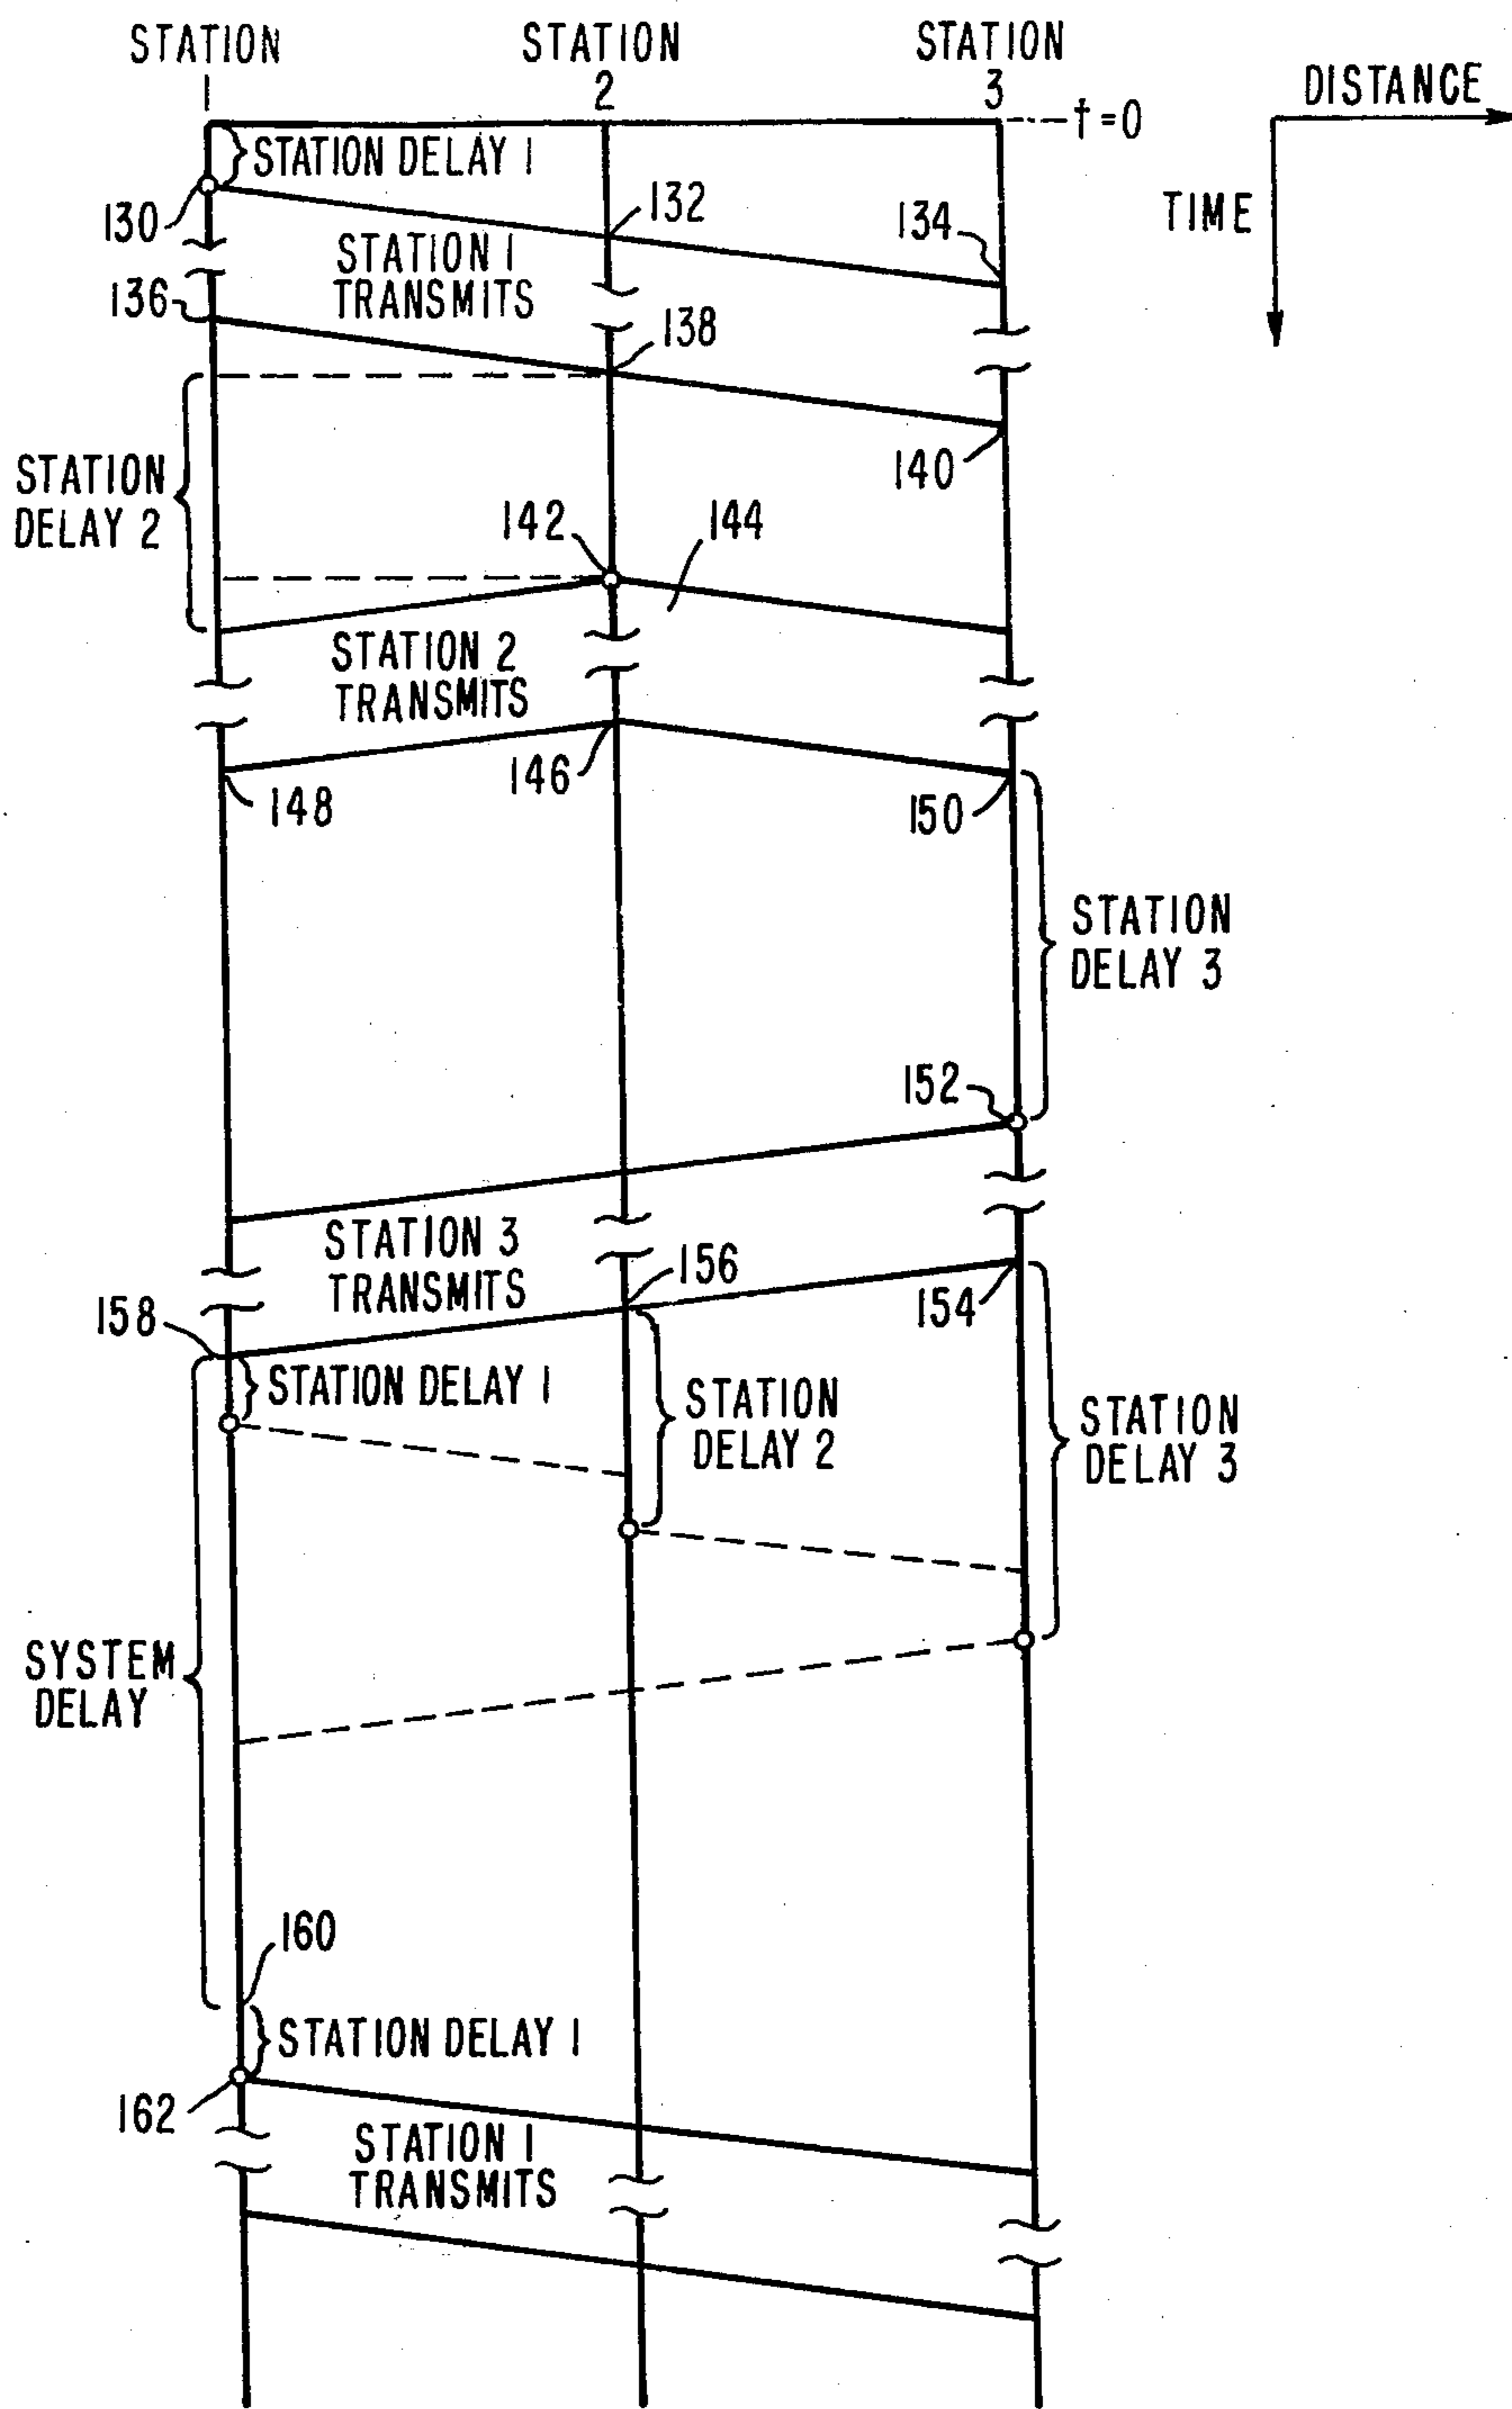 STATION
1
STATION
2
STATION
3
DISTANCE
t=0
STATION DELAY 1
TIME
130
132
134
STATION 1
TRANSMITS
136
138
140
STATION
DELAY 2
142
144
STATION 2
TRANSMITS
146
148
150
STATION
DELAY 3
152
STATION 3
TRANSMITS
156
154
158
STATION DELAY 1
STATION
DELAY 2
STATION
DELAY 3
SYSTEM
DELAY
160
STATION DELAY 1
162
STATION 1
TRANSMITS